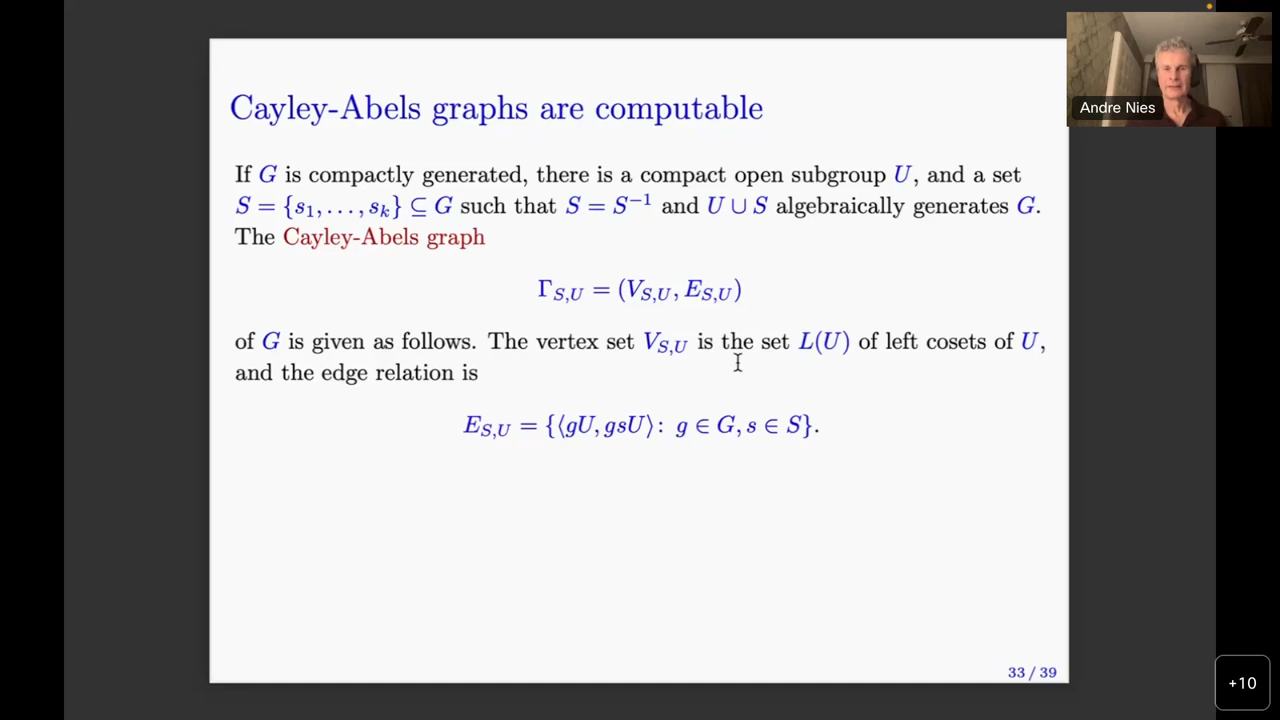 Cayley-Abels graphs are computable
If G is compactly generated, there is a compact open subgroup U, and a set
S = {s₁, . . . , sₖ} ⊆ G such that S = S⁻¹ and U ∪ S algebraically generates G.
The Cayley-Abels graph
Γ_{S,U} = (V_{S,U}, E_{S,U})
of G is given as follows. The vertex set V_{S,U} is the set L(U) of left cosets of U,
and the edge relation is
E_{S,U} = {⟨gU, gsU⟩: g ∈ G, s ∈ S}.
33 / 39
Andre Nies
+10